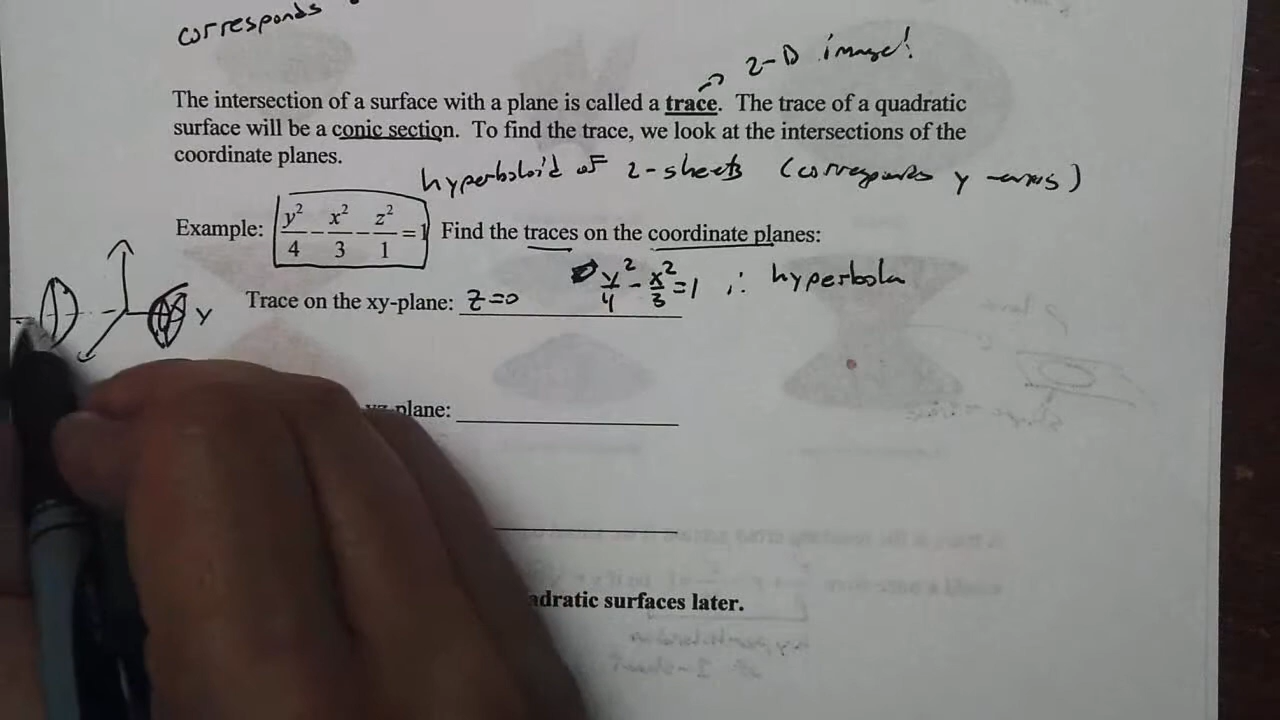 corresponds
2-D image!
The intersection of a surface with a plane is called a trace. The trace of a quadratic
surface will be a conic section. To find the trace, we look at the intersections of the
coordinate planes.
hyperboloid of 2-sheets (corresponds y-axis)
Example: y²/4 - x²/3 - z²/1 = 1 Find the traces on the coordinate planes:
Trace on the xy-plane: z=0 y²/4 - x²/3 = 1 ∴ hyperbola
Y
yz-plane:
adratic surfaces later.